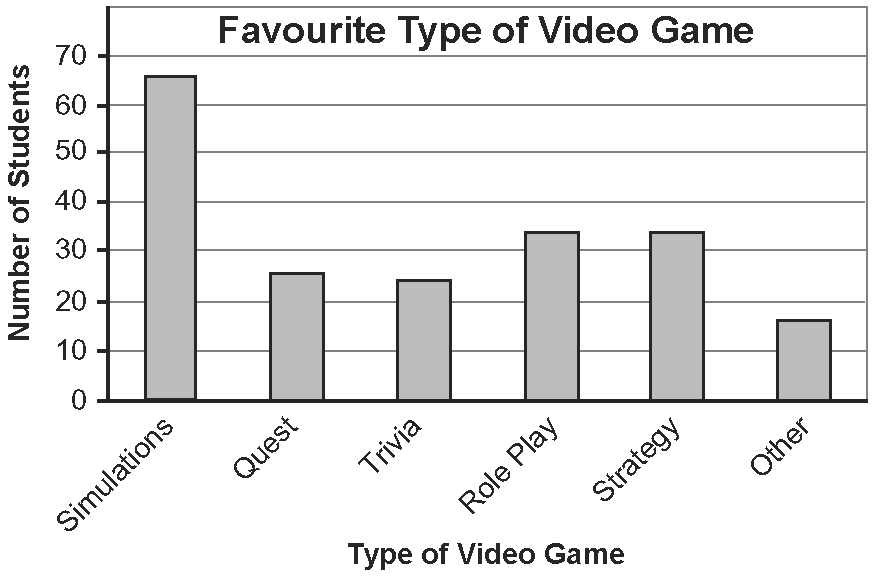 Favourite Type of Video Game
Number of Students
70
60
50
40
30
20
10
0
Simulations
Quest
Trivia
Role Play
Strategy
Other
Type of Video Game